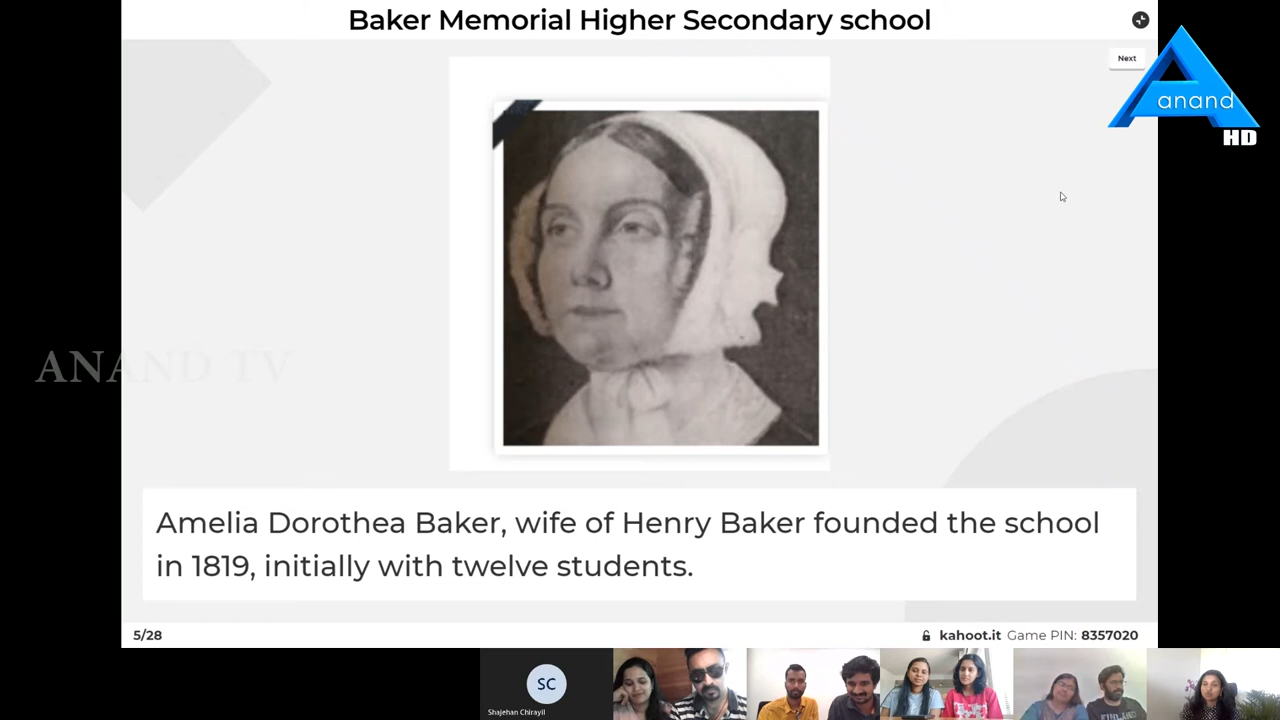 Baker Memorial Higher Secondary school
Next
anand
HD
ANAND TV
Amelia Dorothea Baker, wife of Henry Baker founded the school
in 1819, initially with twelve students.
5/28
kahoot.it Game PIN: 8357020
SC
Shajehan Chirayil